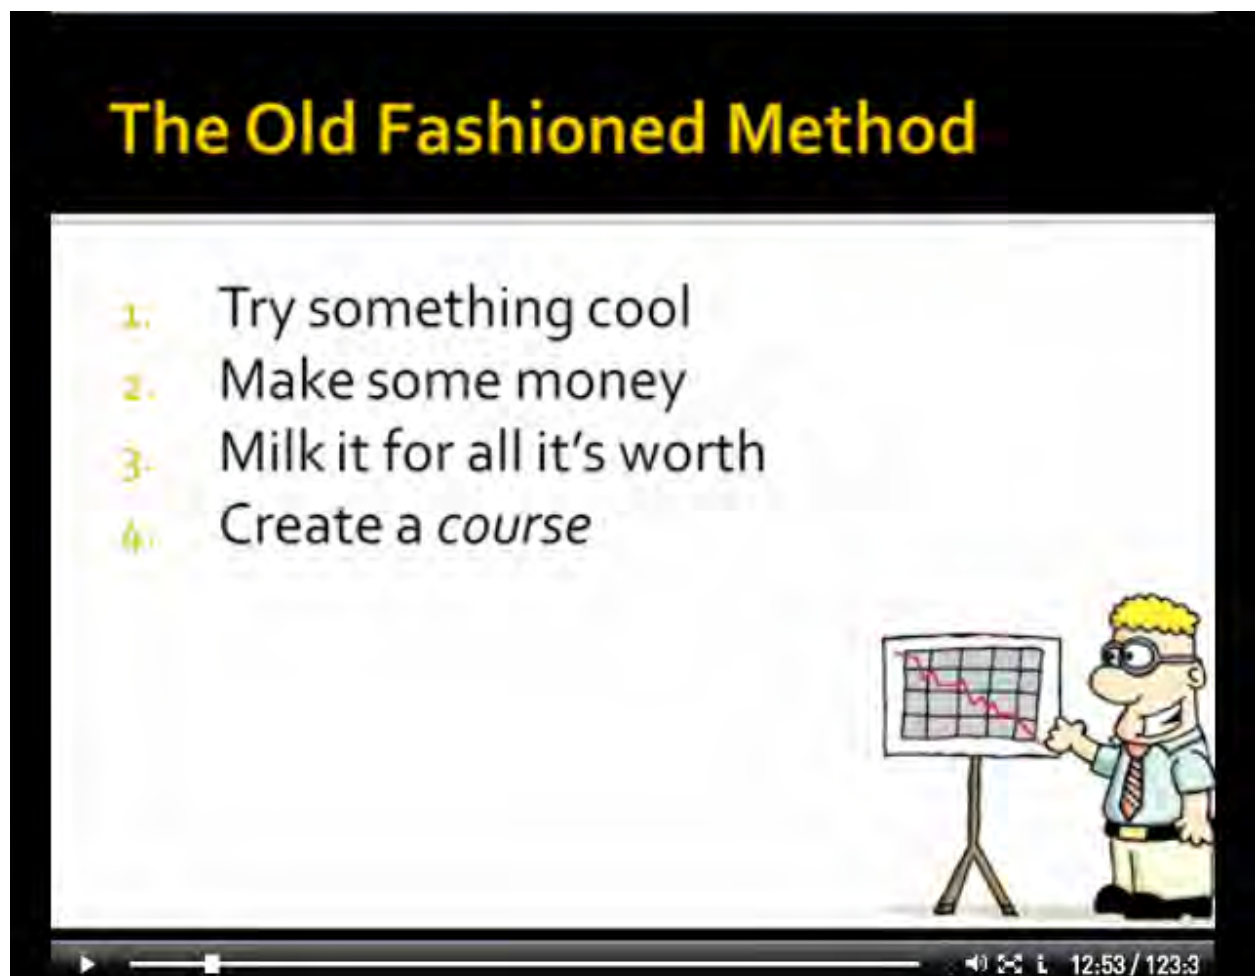 The Old Fashioned Method
1. Try something cool
2. Make some money
3. Milk it for all it's worth
4. Create a course
12:53 / 123:3